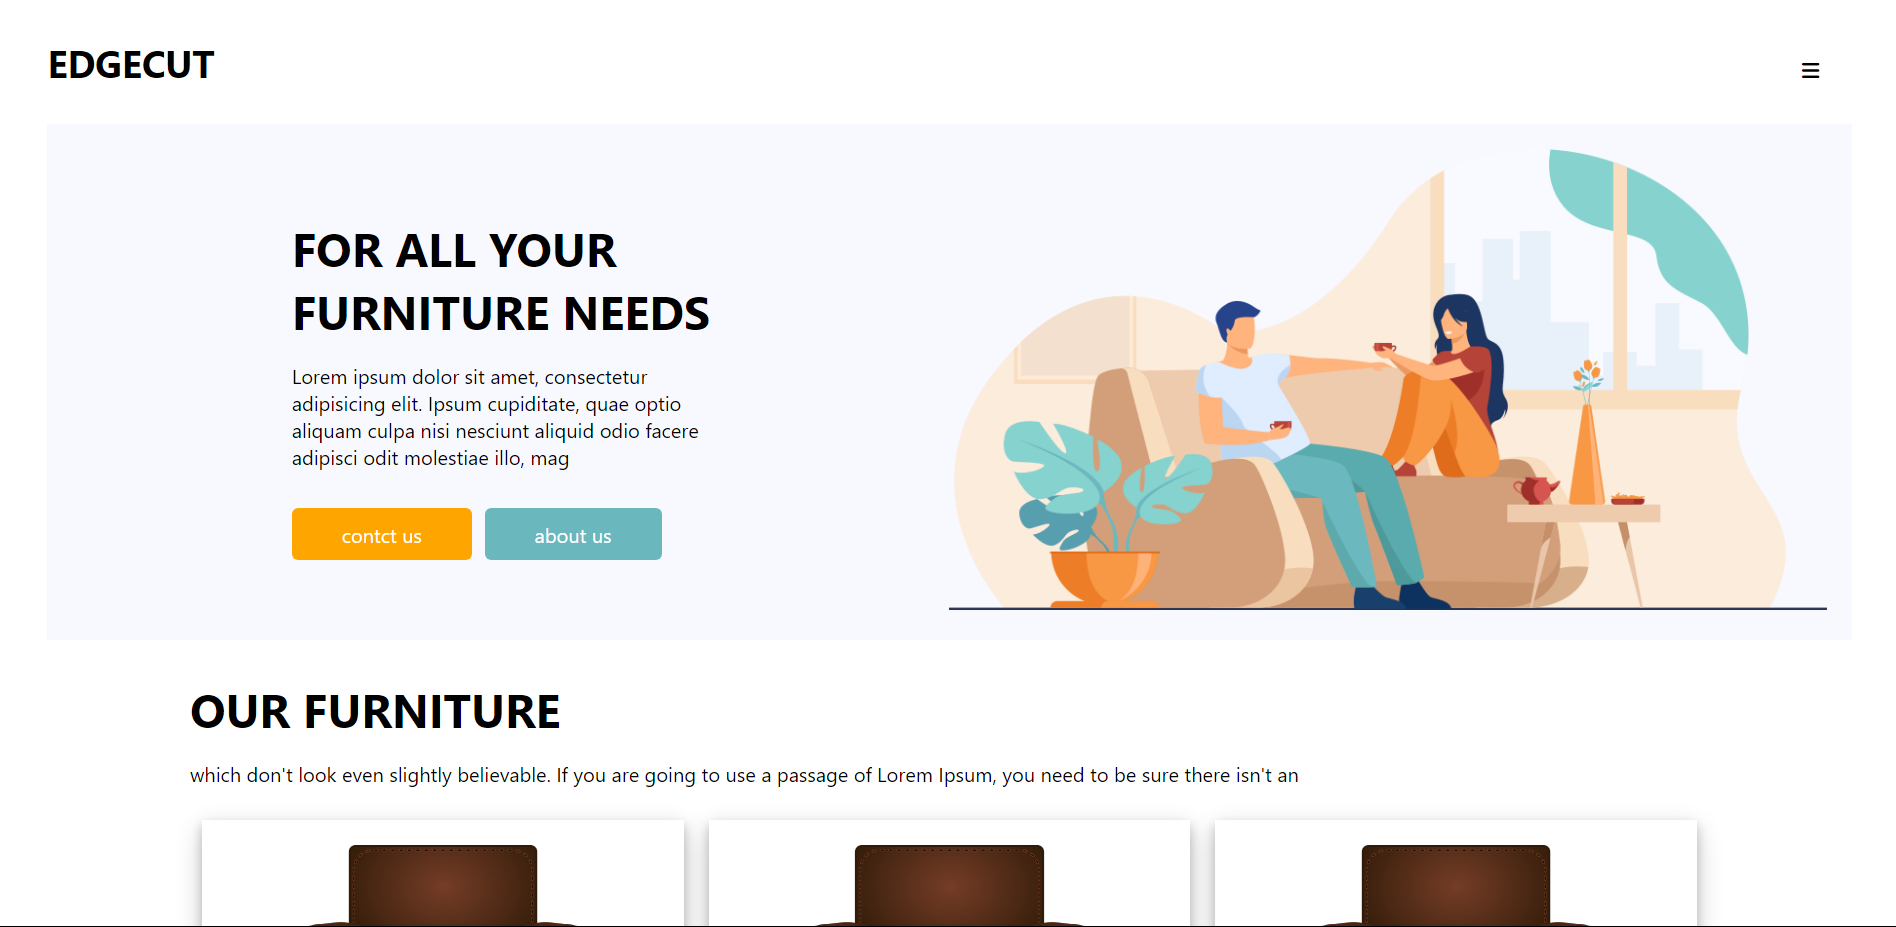 EDGECUT
FOR ALL YOUR
FURNITURE NEEDS
Lorem ipsum dolor sit amet, consectetur
adipisicing elit. Ipsum cupiditate, quae optio
aliquam culpa nisi nesciunt aliquid odio facere
adipisci odit molestiae illo, mag
contct us
about us
OUR FURNITURE
which don't look even slightly believable. If you are going to use a passage of Lorem Ipsum, you need to be sure there isn't an